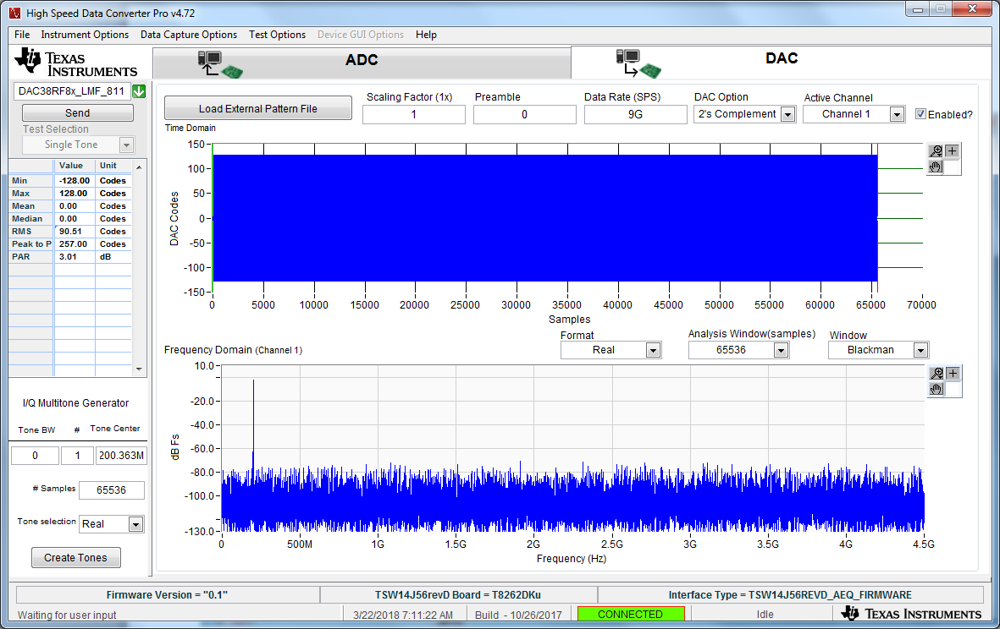 High Speed Data Converter Pro v4.72
File Instrument Options Data Capture Options Test Options Device GUI Options Help
TEXAS INSTRUMENTS
ADC
DAC
DAC38RF8x_LMF_811
Send
Test Selection
Single Tone
Value Unit
Min -128.00 Codes
Max 128.00 Codes
Mean 0.00 Codes
Median 0.00 Codes
RMS 90.51 Codes
Peak to P 257.00 Codes
PAR 3.01 dB
I/Q Multitone Generator
Tone BW # Tone Center
0 1 200.363M
# Samples 65536
Tone selection Real
Create Tones
Load External Pattern File
Scaling Factor (1x) Preamble Data Rate (SPS) DAC Option Active Channel
1 0 9G 2's Complement Channel 1 Enabled?
Time Domain
DAC Codes
150
100
50
0
-50
-100
-150
0 5000 10000 15000 20000 25000 30000 35000 40000 45000 50000 55000 60000 65000 70000
Samples
Format Analysis Window(samples) Window
Real 65536 Blackman
Frequency Domain (Channel 1)
dB Fs
10.0
-20.0
-40.0
-60.0
-80.0
-100.0
-130.0
0 500M 1G 1.5G 2G 2.5G 3G 3.5G 4G 4.5G
Frequency (Hz)
Firmware Version = "0.1" TSW14J56revD Board = T8262DKu Interface Type = TSW14J56REVD_AEQ_FIRMWARE
Waiting for user input 3/22/2018 7:11:22 AM Build - 10/26/2017 CONNECTED Idle TEXAS INSTRUMENTS